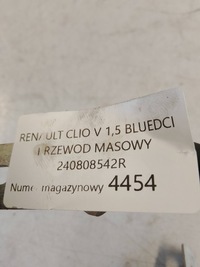 RENAULT CLIO V 1,5 BLUEDCI
PRZEWOD MASOWY
240808542R
Numer magazynowy 4454